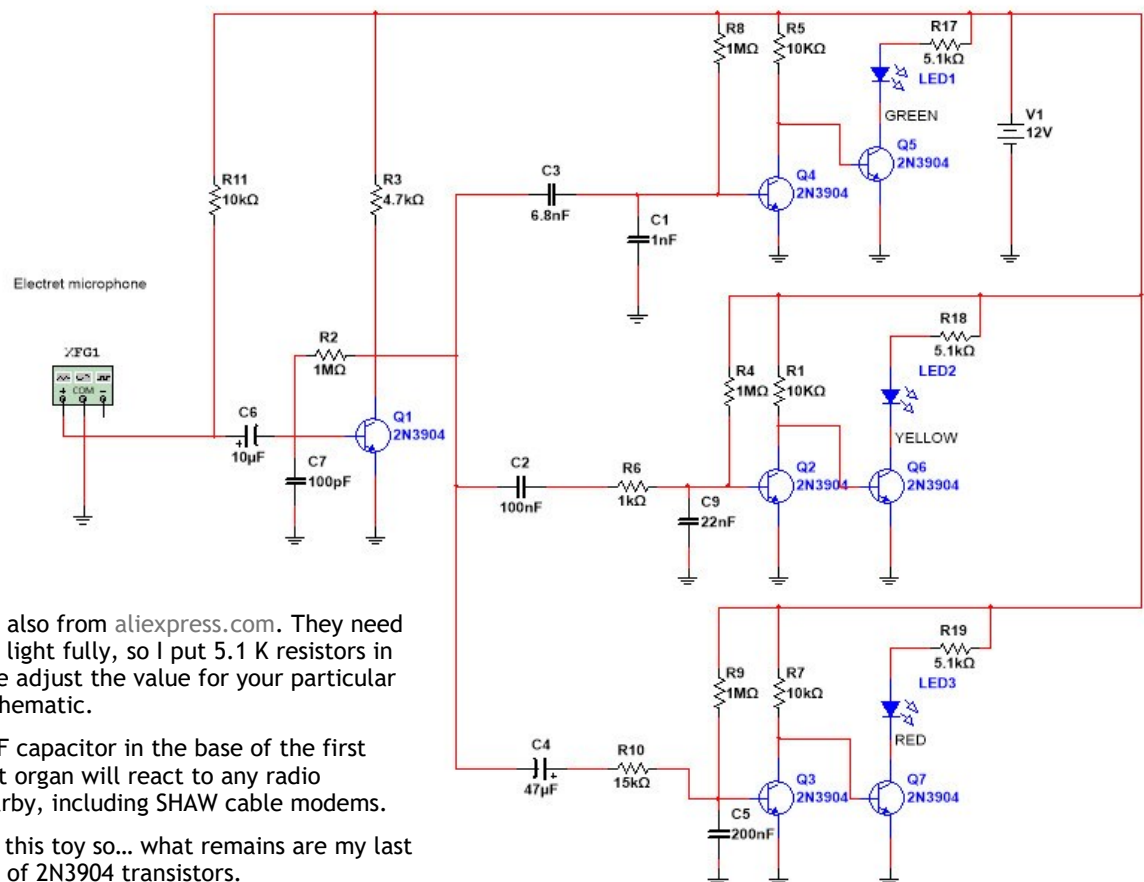 R8
1MΩ
R5
10KΩ
R17
5.1kΩ
LED1
GREEN
V1
12V
Q5
2N3904
Q4
2N3904
C3
6.8nF
C1
1nF
R11
10kΩ
R3
4.7kΩ
Electret microphone
XFG1
COM
R2
1MΩ
C6
10µF
C7
100pF
Q1
2N3904
R18
5.1kΩ
LED2
YELLOW
R4
1MΩ
R1
10KΩ
C2
100nF
R6
1kΩ
C9
22nF
Q2
2N3904
Q6
2N3904
R19
5.1kΩ
LED3
RED
R9
1MΩ
R7
10kΩ
C4
47µF
R10
15kΩ
C5
200nF
Q3
2N3904
Q7
2N3904
also from aliexpress.com. They need
light fully, so I put 5.1 K resistors in
e adjust the value for your particular
hematic.
F capacitor in the base of the first
t organ will react to any radio
arby, including SHAW cable modems.
this toy so… what remains are my last
of 2N3904 transistors.